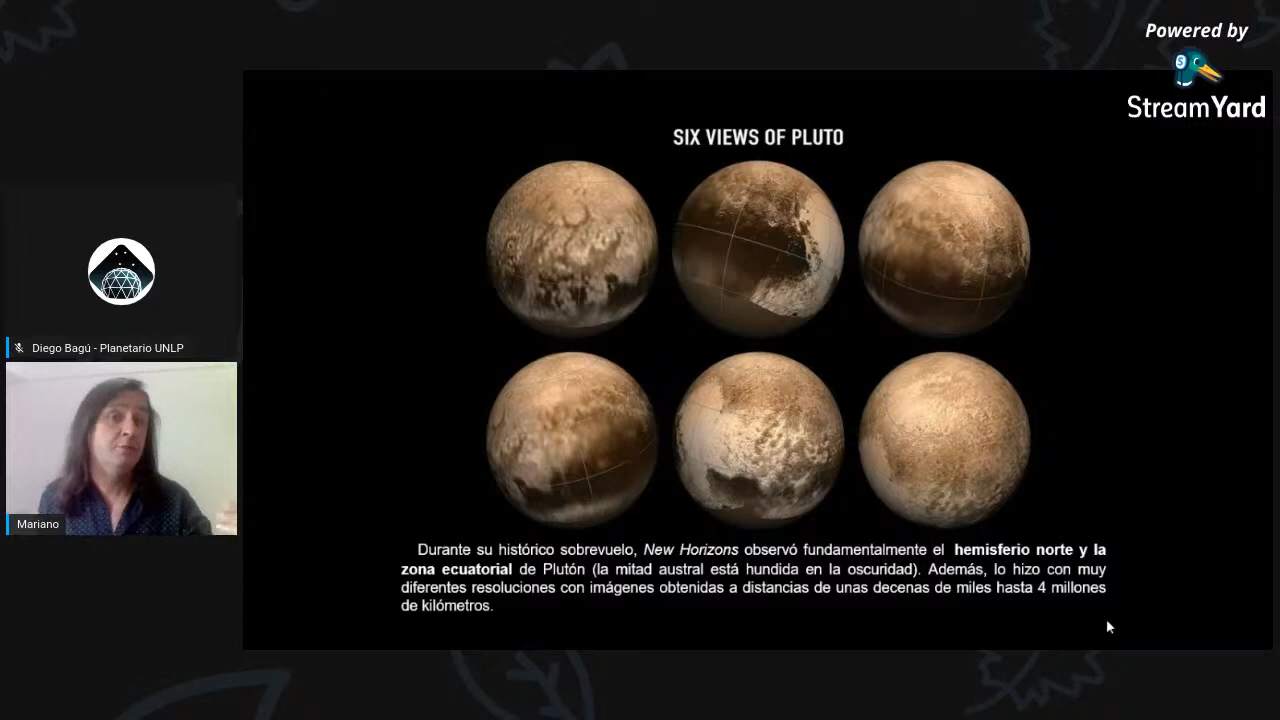 Powered by
StreamYard
SIX VIEWS OF PLUTO
Diego Bagú - Planetario UNLP
Mariano
Durante su histórico sobrevuelo, New Horizons observó fundamentalmente el hemisferio norte y la
zona ecuatorial de Plutón (la mitad austral está hundida en la oscuridad). Además, lo hizo con muy
diferentes resoluciones con imágenes obtenidas a distancias de unas decenas de miles hasta 4 millones
de kilómetros.